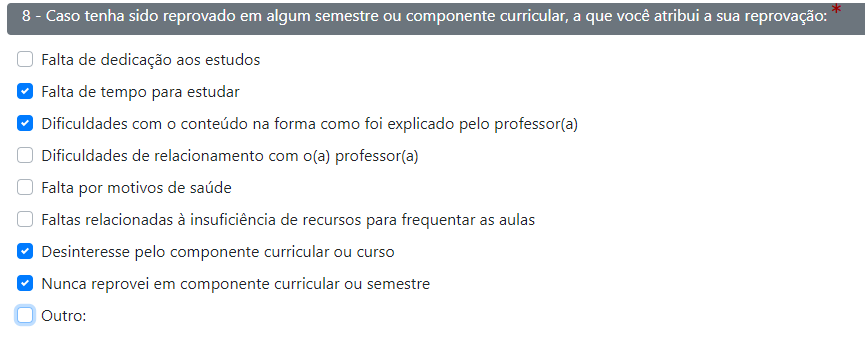 8 - Caso tenha sido reprovado em algum semestre ou componente curricular, a que você atribui a sua reprovação: *
Falta de dedicação aos estudos
Falta de tempo para estudar
Dificuldades com o conteúdo na forma como foi explicado pelo professor(a)
Dificuldades de relacionamento com o(a) professor(a)
Falta por motivos de saúde
Faltas relacionadas à insuficiência de recursos para frequentar as aulas
Desinteresse pelo componente curricular ou curso
Nunca reprovei em componente curricular ou semestre
Outro: